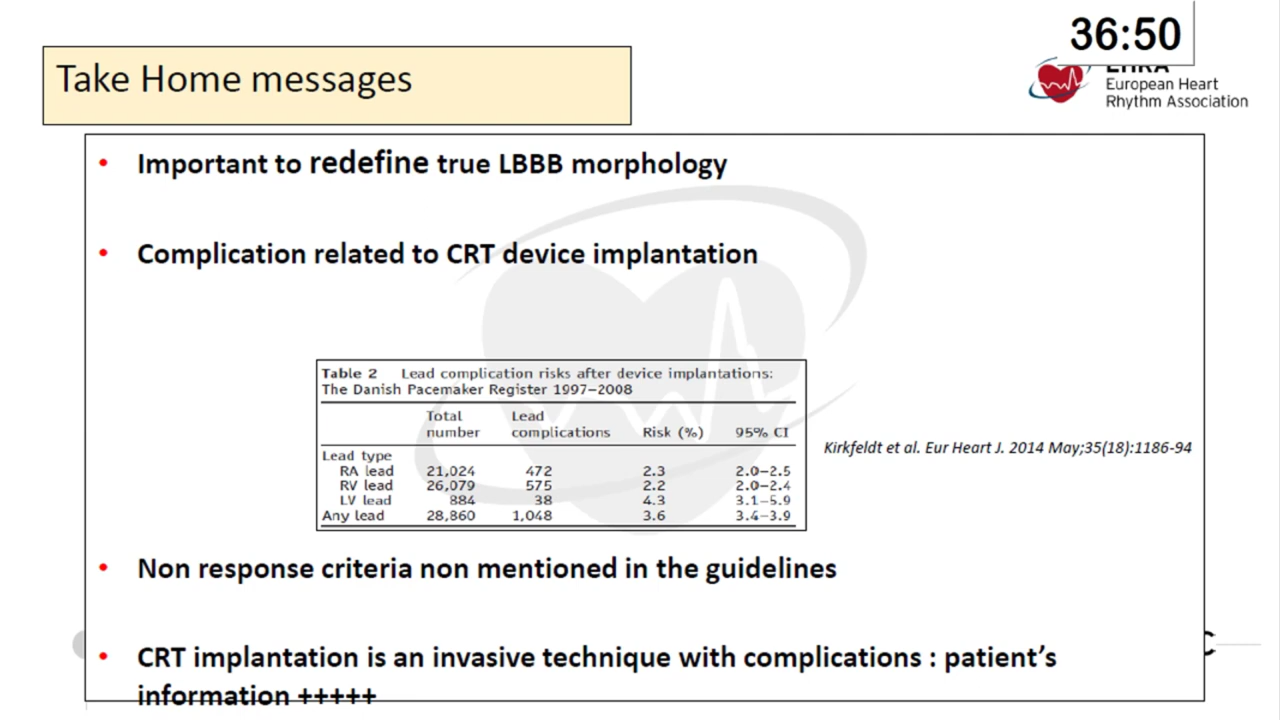 36:50
Take Home messages
EHRA
European Heart
Rhythm Association
• Important to redefine true LBBB morphology
• Complication related to CRT device implantation
Table 2 Lead complication risks after device implantations:
The Danish Pacemaker Register 1997–2008
Total number Lead complications Risk (%) 95% CI
Lead type
RA lead 21,024 472 2.3 2.0–2.5
RV lead 26,079 575 2.2 2.0–2.4
LV lead 884 38 4.3 3.1–5.9
Any lead 28,860 1,048 3.6 3.4–3.9
Kirkfeldt et al. Eur Heart J. 2014 May;35(18):1186-94
• Non response criteria non mentioned in the guidelines
• CRT implantation is an invasive technique with complications : patient's
information +++++